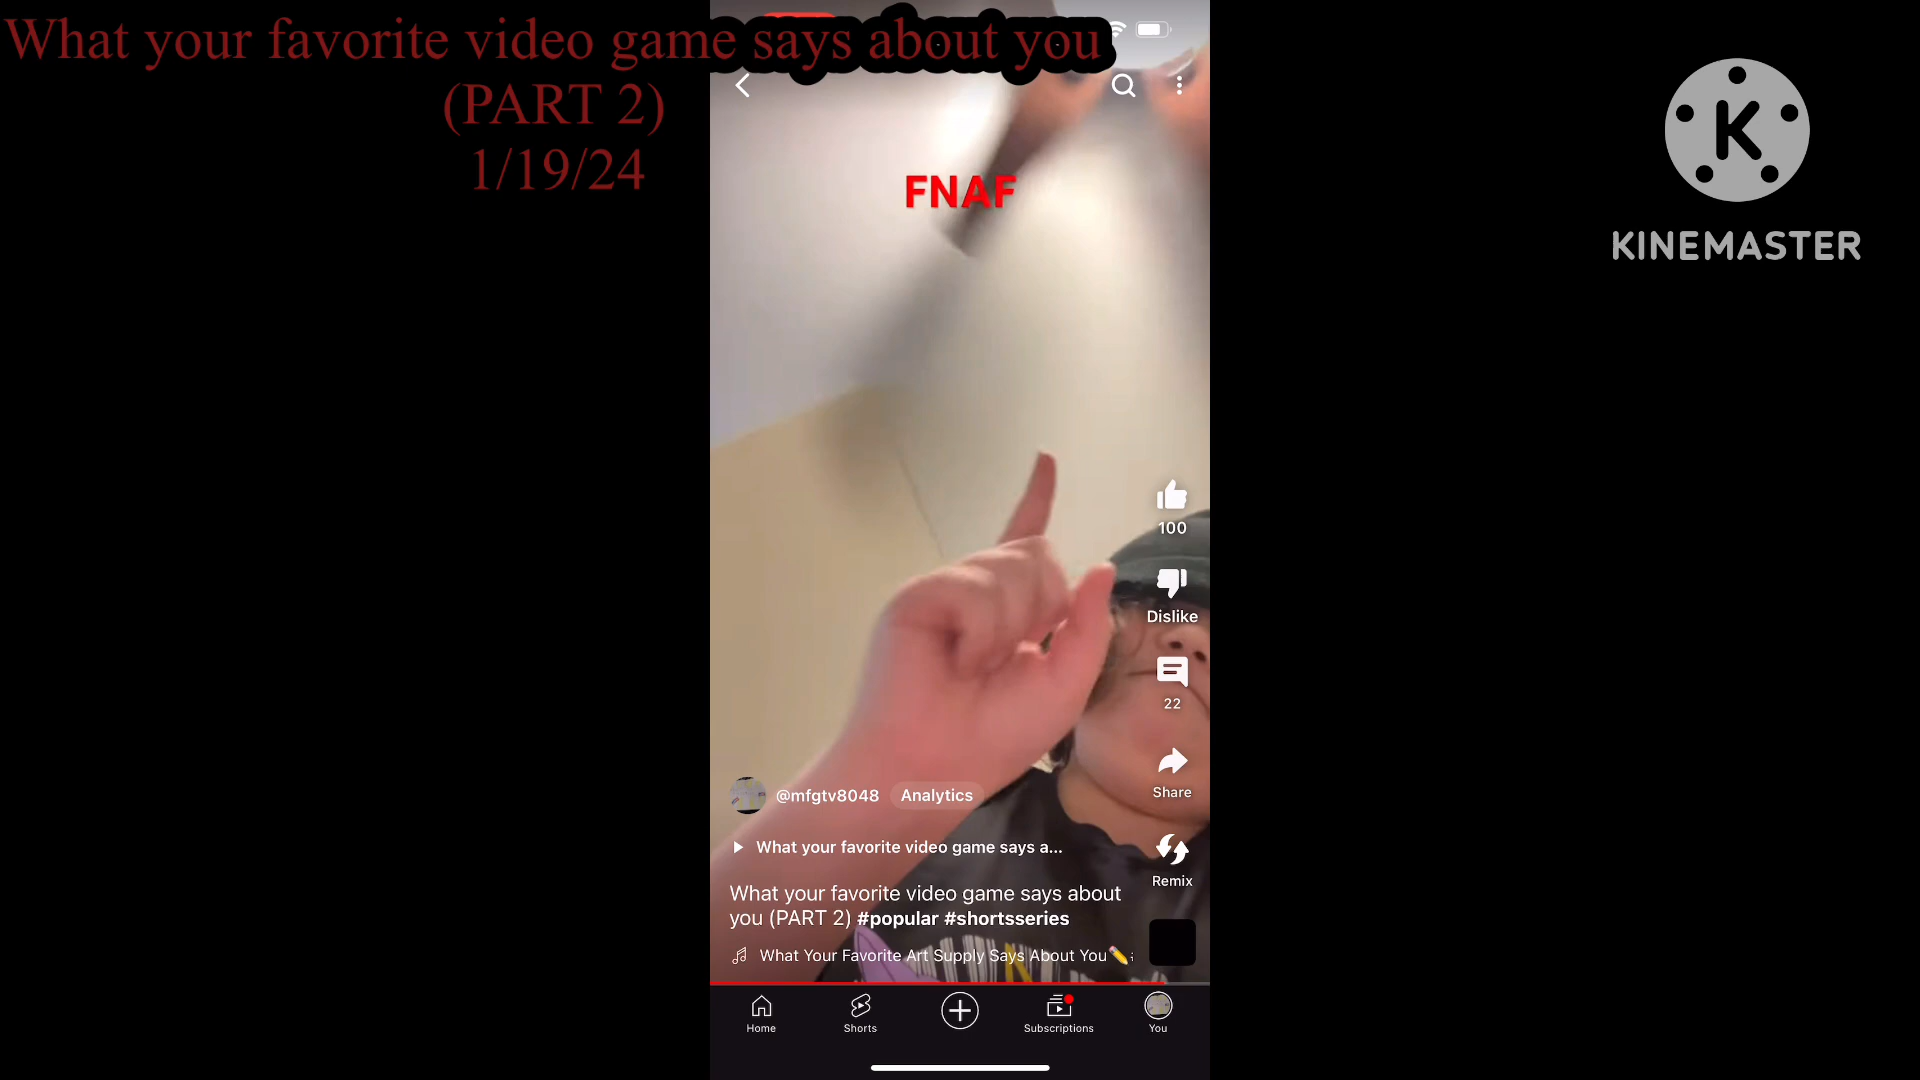 What your favorite video game says about you
(PART 2)
1/19/24
K
KINEMASTER
FNAF
100
Dislike
22
Share
@mfgtv8048 Analytics
What your favorite video game says a...
Remix
What your favorite video game says about
you (PART 2) #popular #shortsseries
What Your Favorite Art Supply Says About You✏️
Home
Shorts
Subscriptions
You